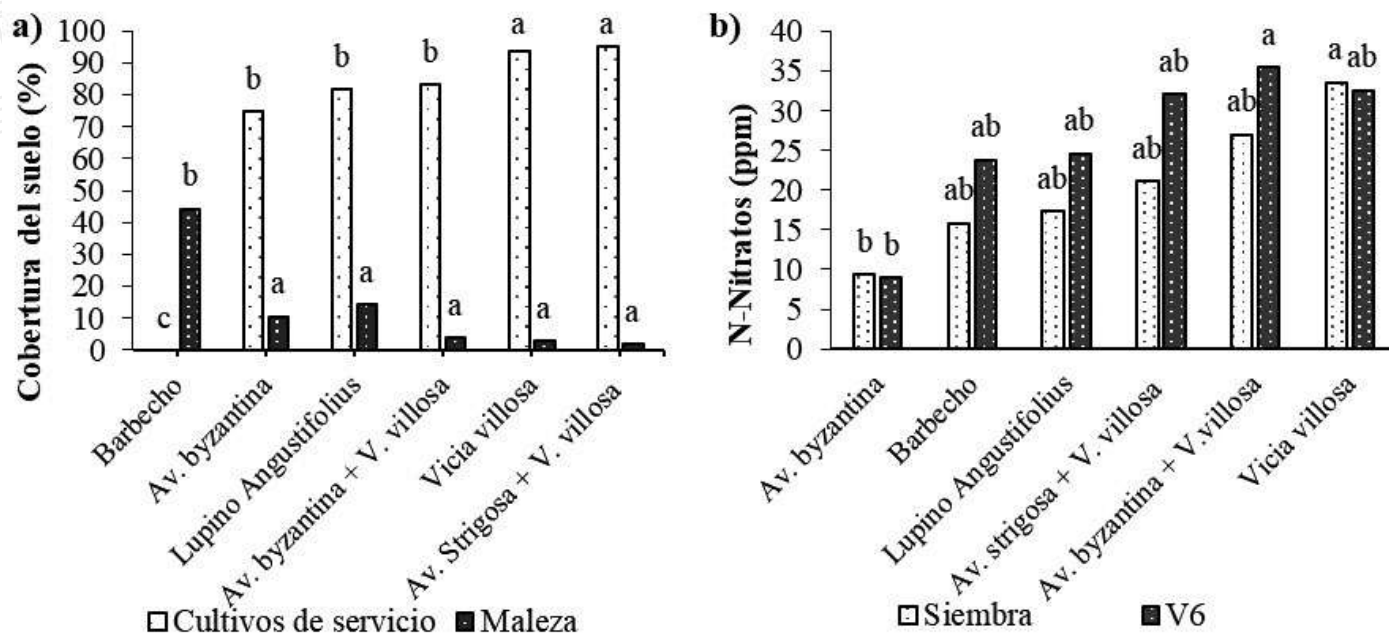 a)
Cobertura del suelo (%)
100
90
80
70
60
50
40
30
20
10
0
c b
b a
b a
b a
a a
a a
Barbecho
Av. byzantina
Lupino Angustifolius
Av. byzantina + V. villosa
Vicia villosa
Av. Strigosa + V. villosa
Cultivos de servicio Maleza
b)
N-Nitratos (ppm)
40
35
30
25
20
15
10
5
0
b b
ab ab
ab ab
ab ab
ab a
a ab
Av. byzantina
Barbecho
Lupino Angustifolius
Av. strigosa + V. villosa
Av. byzantina + V.villosa
Vicia villosa
Siembra V6